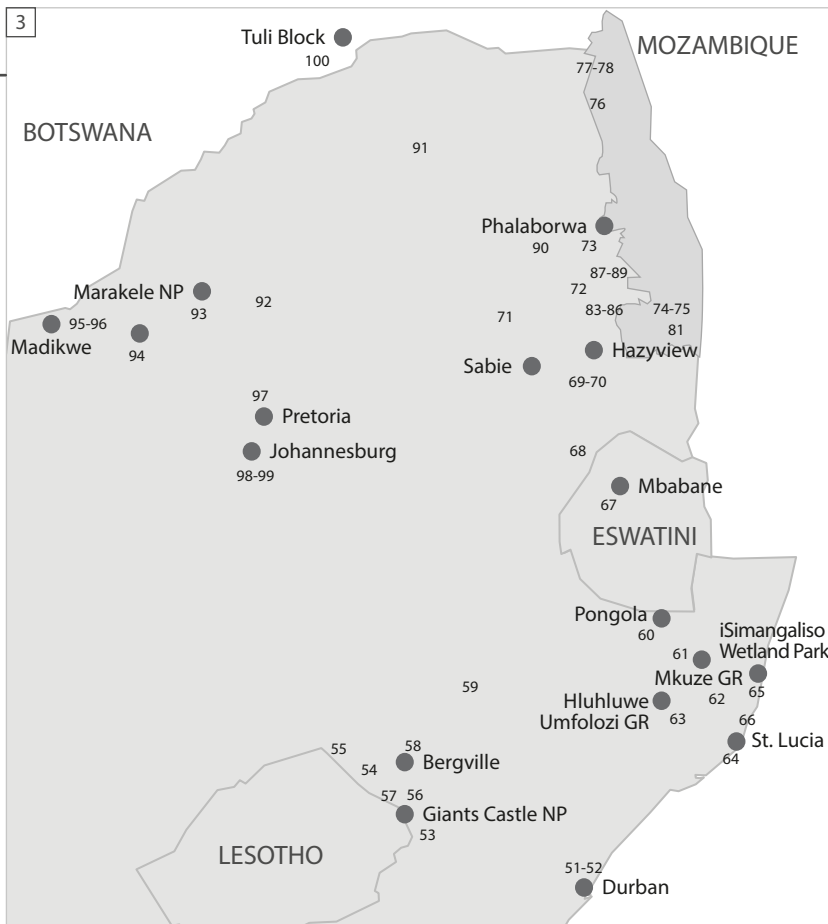 3
Tuli Block
100
MOZAMBIQUE
77-78
76
BOTSWANA
91
Phalaborwa
90
73
87-89
72
Marakele NP
93
92
71
83-86
74-75
81
95-96
Madikwe
94
Hazyview
Sabie
69-70
97
Pretoria
Johannesburg
98-99
68
Mbabane
67
ESWATINI
Pongola
60
iSimangaliso
Wetland Park
61
Mkuze GR
65
62
59
Hluhluwe
Umfolozi GR
63
66
St. Lucia
64
55
58
54
Bergville
57
56
Giants Castle NP
53
LESOTHO
51-52
Durban